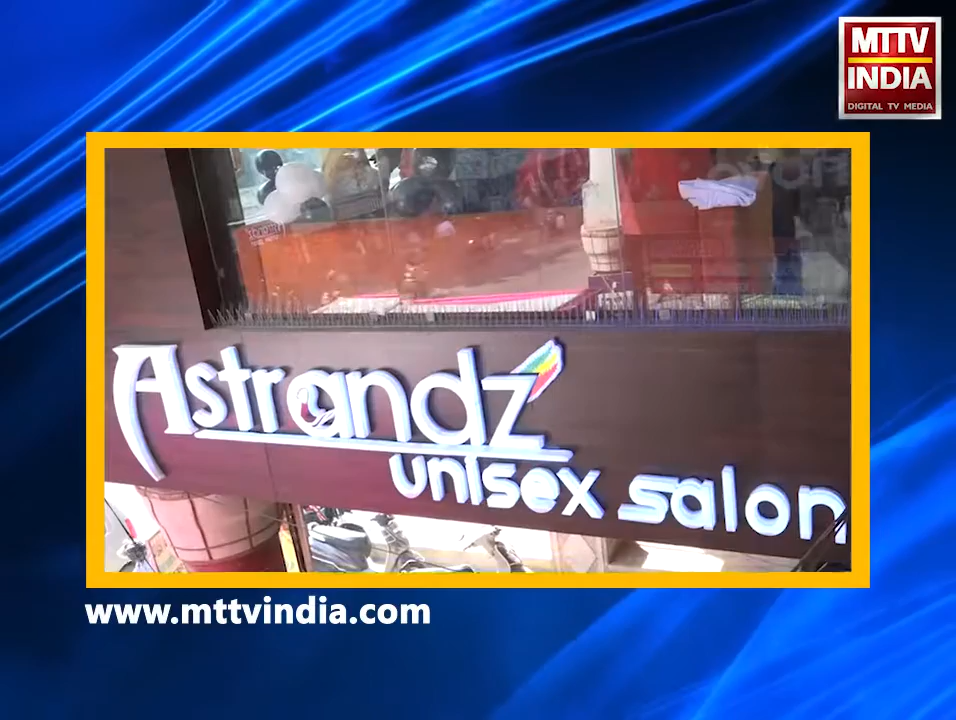 MTTV
INDIA
DIGITAL TV MEDIA
Astrandz
unisex salon
www.mttvindia.com